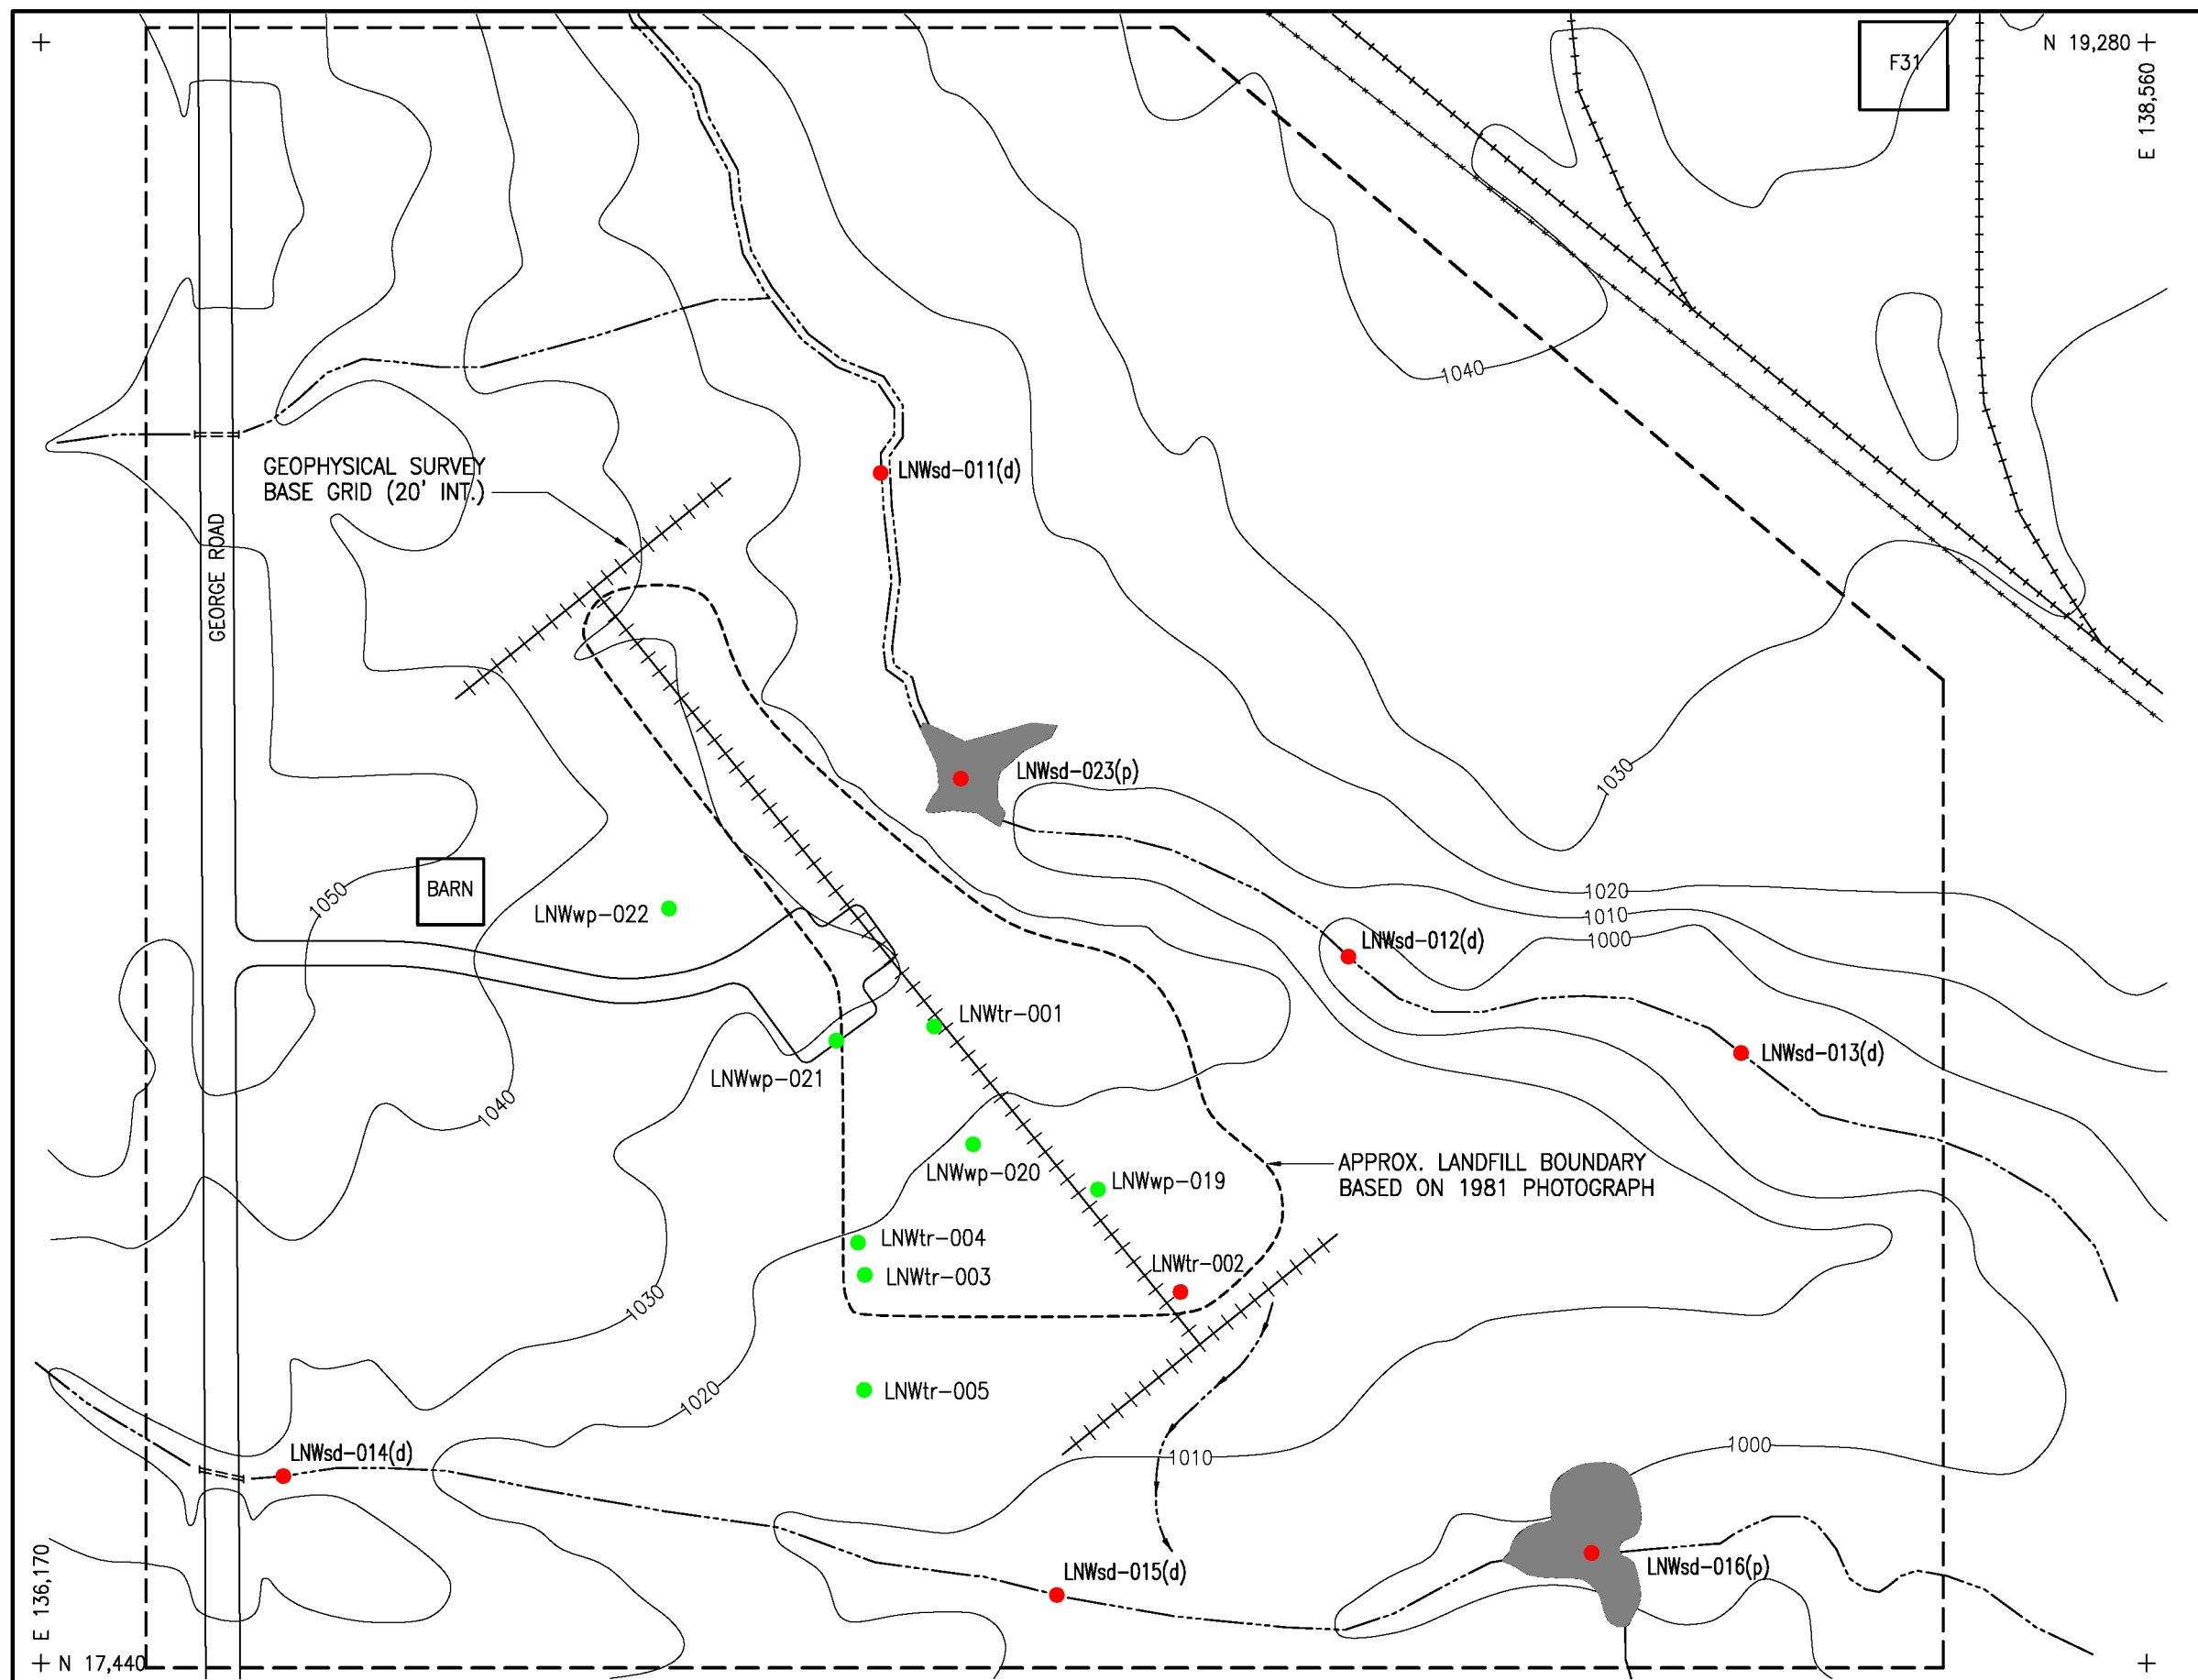 N 19,280
F31
E 138,560
1040
GEOPHYSICAL SURVEY
BASE GRID (20' INT.)
LNWsd-011(d)
GEORGE ROAD
LNWsd-023(p)
1030
BARN
1050
1020
LNWwp-022
1010
LNWsd-012(d)
1000
LNWtr-001
LNWsd-013(d)
LNWwp-021
1040
APPROX. LANDFILL BOUNDARY
BASED ON 1981 PHOTOGRAPH
LNWwp-020
LNWwp-019
LNWtr-004
LNWtr-002
LNWtr-003
1030
LNWtr-005
1020
1000
LNWsd-014(d)
1010
LNWsd-015(d)
LNWsd-016(p)
E 136,170
N 17,440